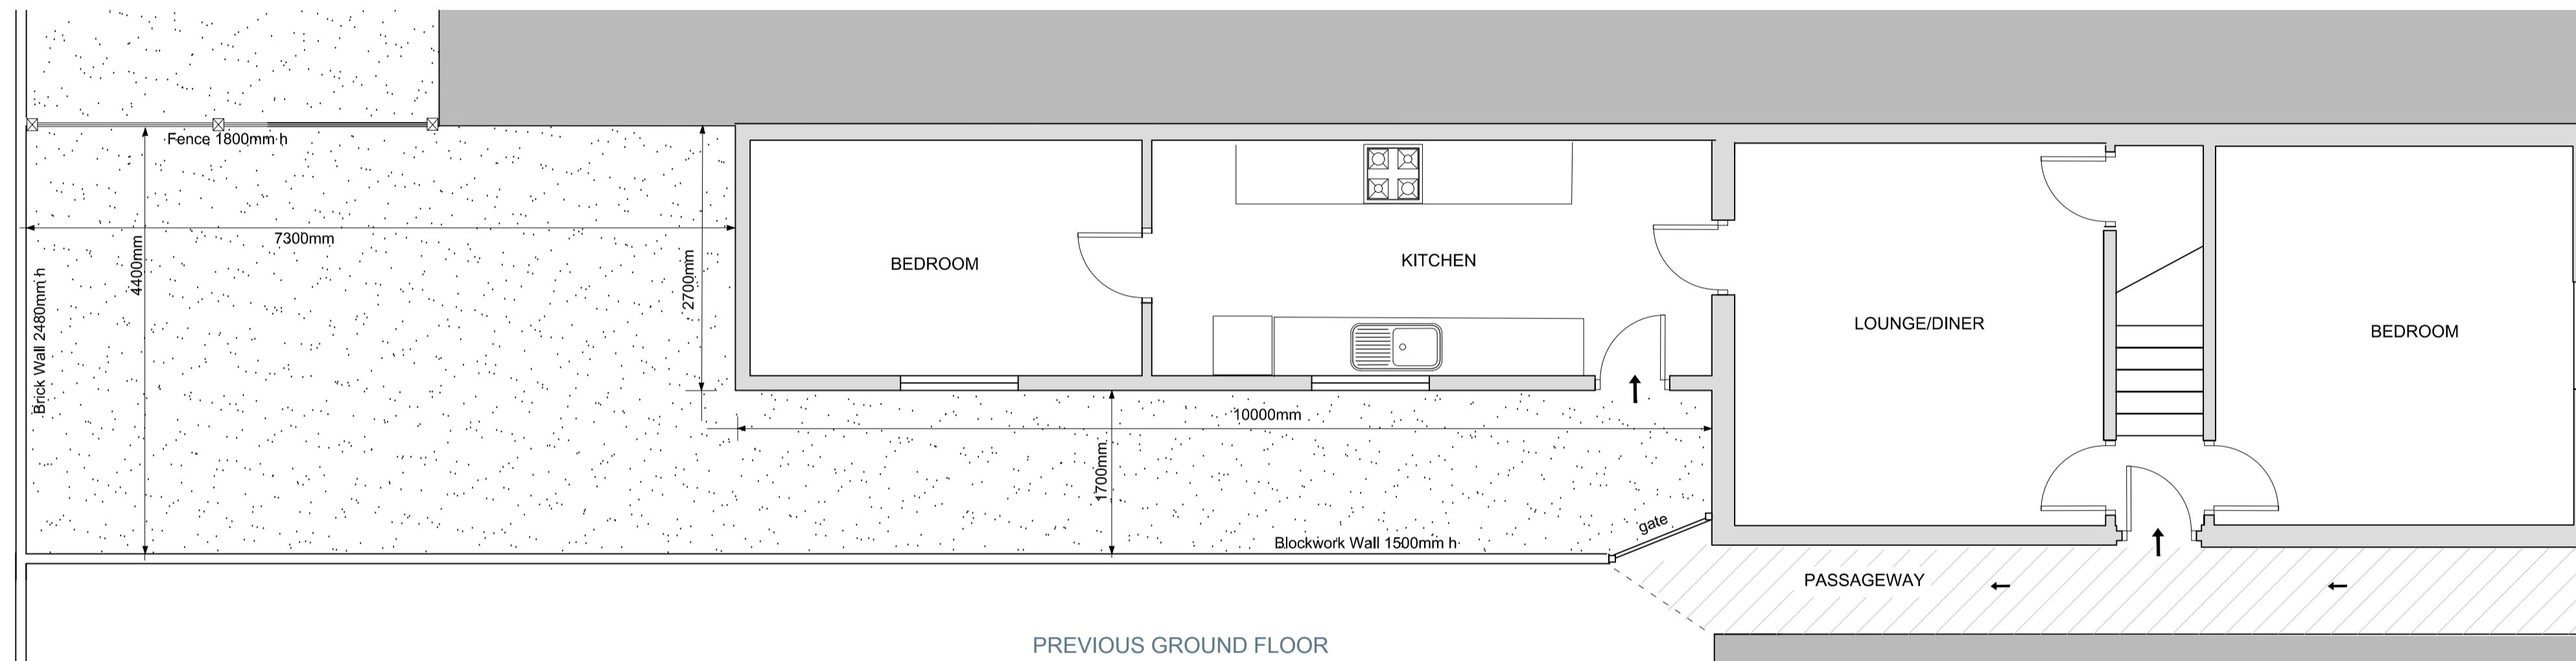 Fence 1800mm h
7300mm
4400mm
Brick Wall 2480mm h
2700mm
BEDROOM
KITCHEN
LOUNGE/DINER
BEDROOM
10000mm
1700mm
gate
Blockwork Wall 1500mm h
PASSAGEWAY
PREVIOUS GROUND FLOOR